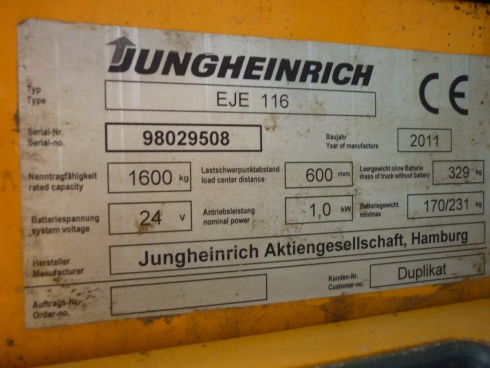 JUNGHEINRICH
Typ
Type
EJE 116
CE
Serial-Nr.
Serial-no.
98029508
Baujahr
Year of manufacture
2011
Nenntragfähigkeit
rated capacity
1600 kg
Lastschwerpunktabstand
load center distance
600 mm
Leergewicht ohne Batterie
mass of truck without battery
329 kg
Batteriespannung
system voltage
24 v
Antriebsleistung
nominal power
1,0 kW
Batteriegewicht
min/max
170/231 kg
Hersteller
Manufacturer
Jungheinrich Aktiengesellschaft, Hamburg
Auftrags-Nr.
Order-no.
Kunden-Nr.
Customer-no.
Duplikat